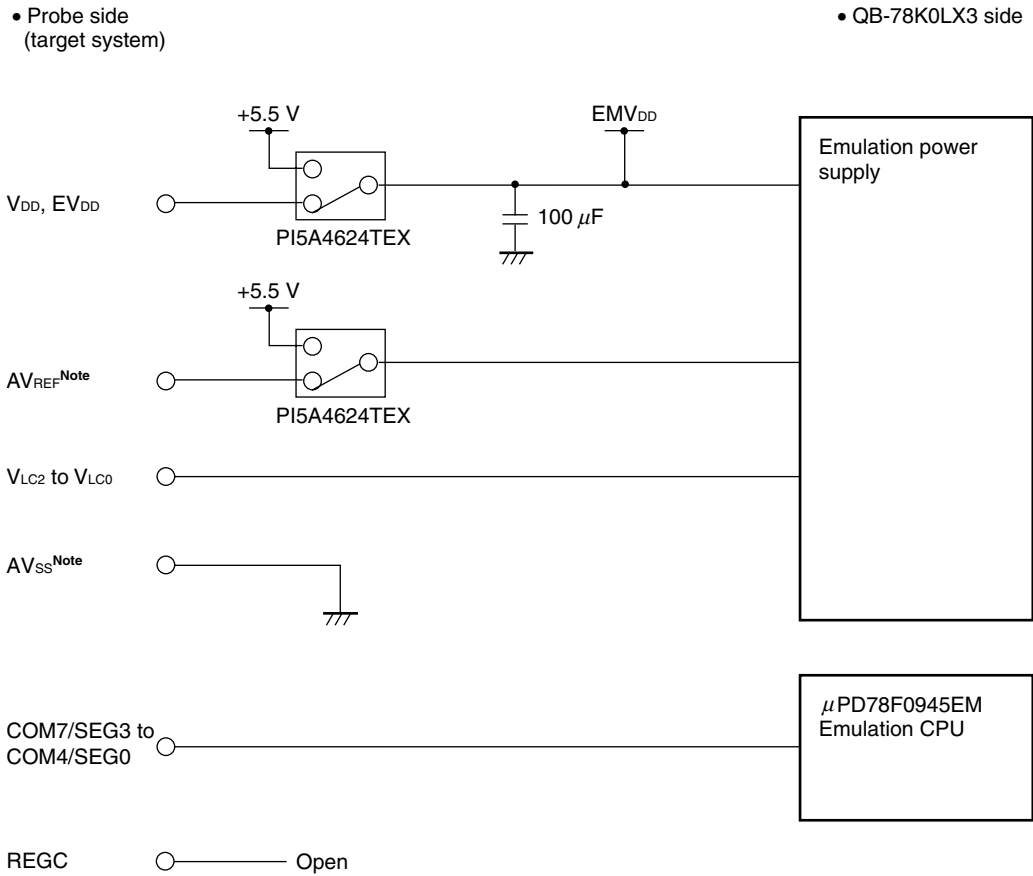 • Probe side
(target system)
• QB-78K0LX3 side
+5.5 V
EMVDD
Emulation power
supply
VDD, EVDD
100 μF
PI5A4624TEX
+5.5 V
AVREFNote
PI5A4624TEX
VLC2 to VLC0
AVSSNote
μPD78F0945EM
Emulation CPU
COM7/SEG3 to
COM4/SEG0
REGC
Open